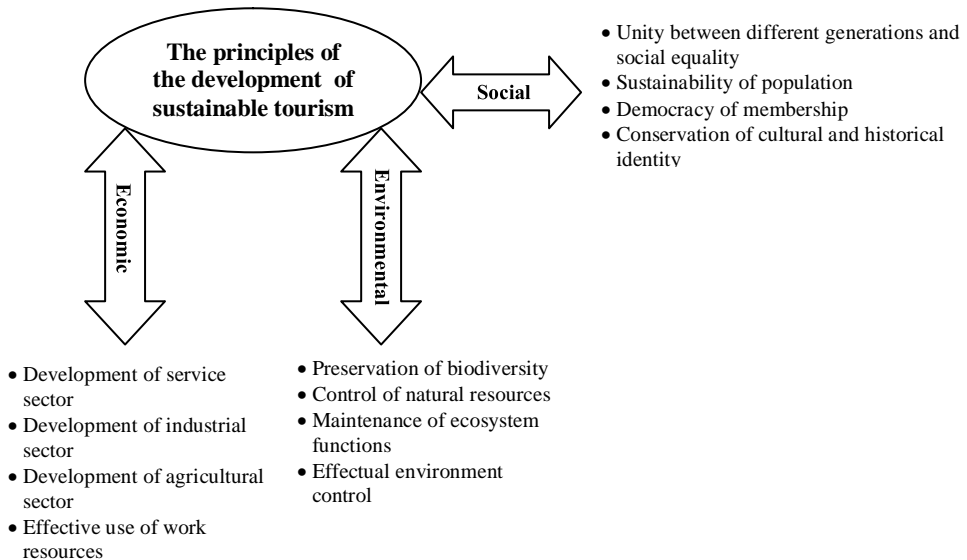 The principles of
the development of
sustainable tourism
Social
• Unity between different generations and
social equality
• Sustainability of population
• Democracy of membership
• Conservation of cultural and historical
identity
Economic
Environmental
• Development of service
sector
• Development of industrial
sector
• Development of agricultural
sector
• Effective use of work
resources
• Preservation of biodiversity
• Control of natural resources
• Maintenance of ecosystem
functions
• Effectual environment
control